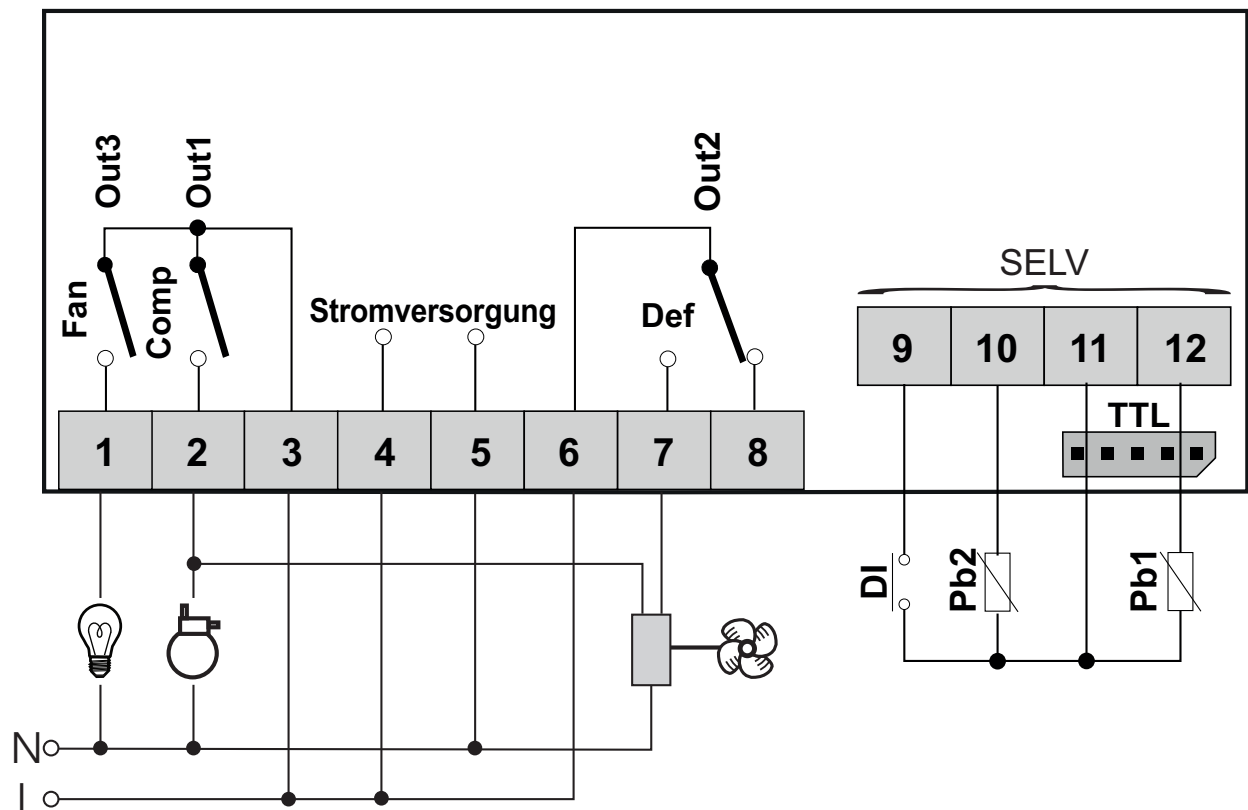 Out3
Out1
Out2
Fan
Comp
Stromversorgung
Def
SELV
9 10 11 12
TTL
1 2 3 4 5 6 7 8
DI
Pb2
Pb1
N